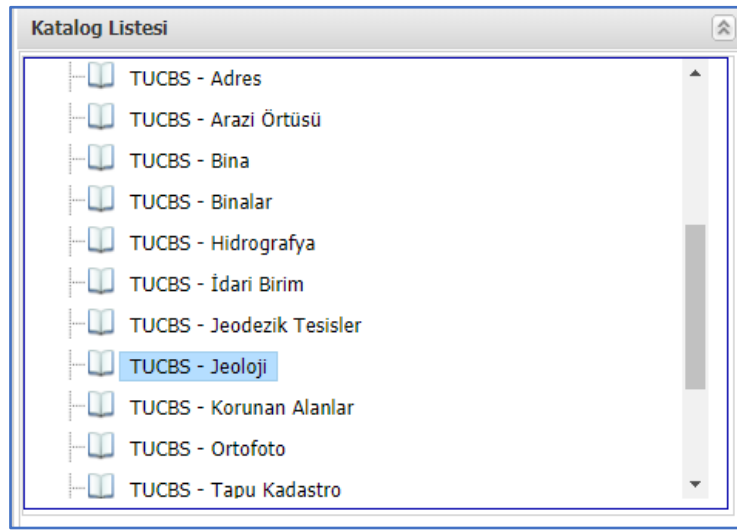 Katalog Listesi
TUCBS - Adres
TUCBS - Arazi Örtüsü
TUCBS - Bina
TUCBS - Binalar
TUCBS - Hidrografya
TUCBS - İdari Birim
TUCBS - Jeodezik Tesisler
TUCBS - Jeoloji
TUCBS - Korunan Alanlar
TUCBS - Ortofoto
TUCBS - Tapu Kadastro